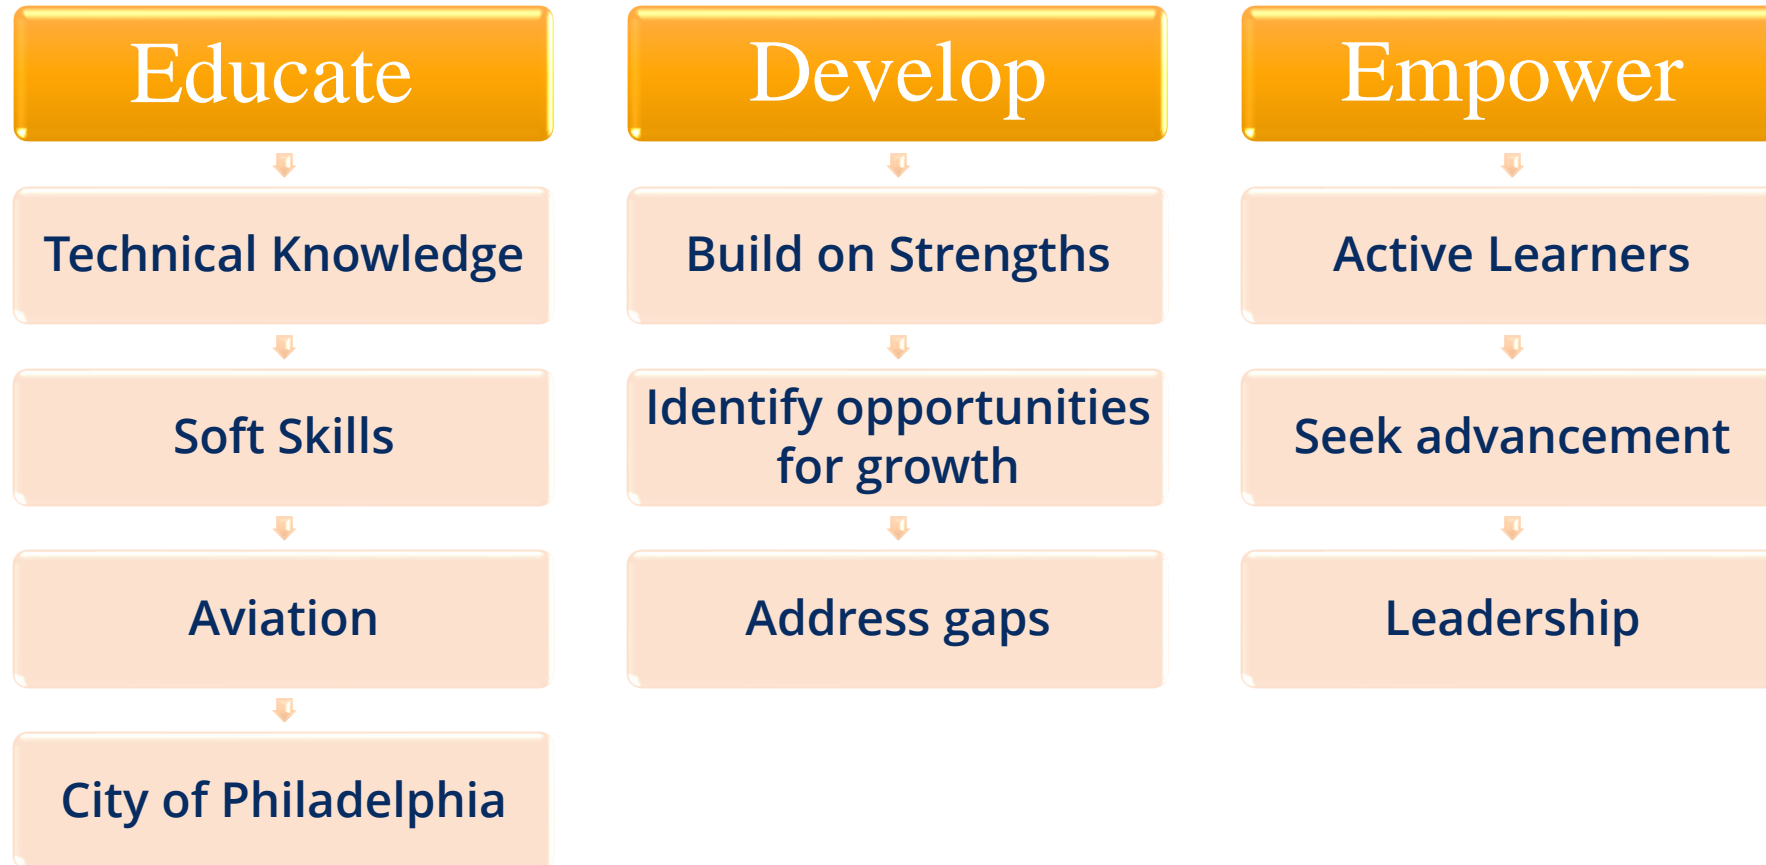 Educate
Technical Knowledge
Soft Skills
Aviation
City of Philadelphia
Develop
Build on Strengths
Identify opportunities
for growth
Address gaps
Empower
Active Learners
Seek advancement
Leadership